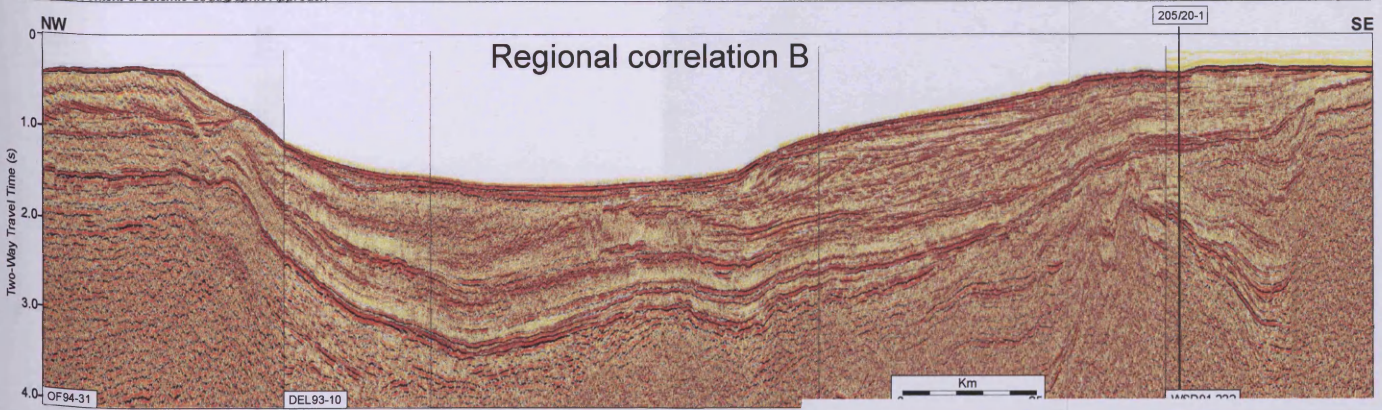 205/20-1
NW
SE
Regional correlation B
0
1.0
2.0
3.0
4.0
Two-Way Travel Time (s)
Km
OF94-31
DEL93-10